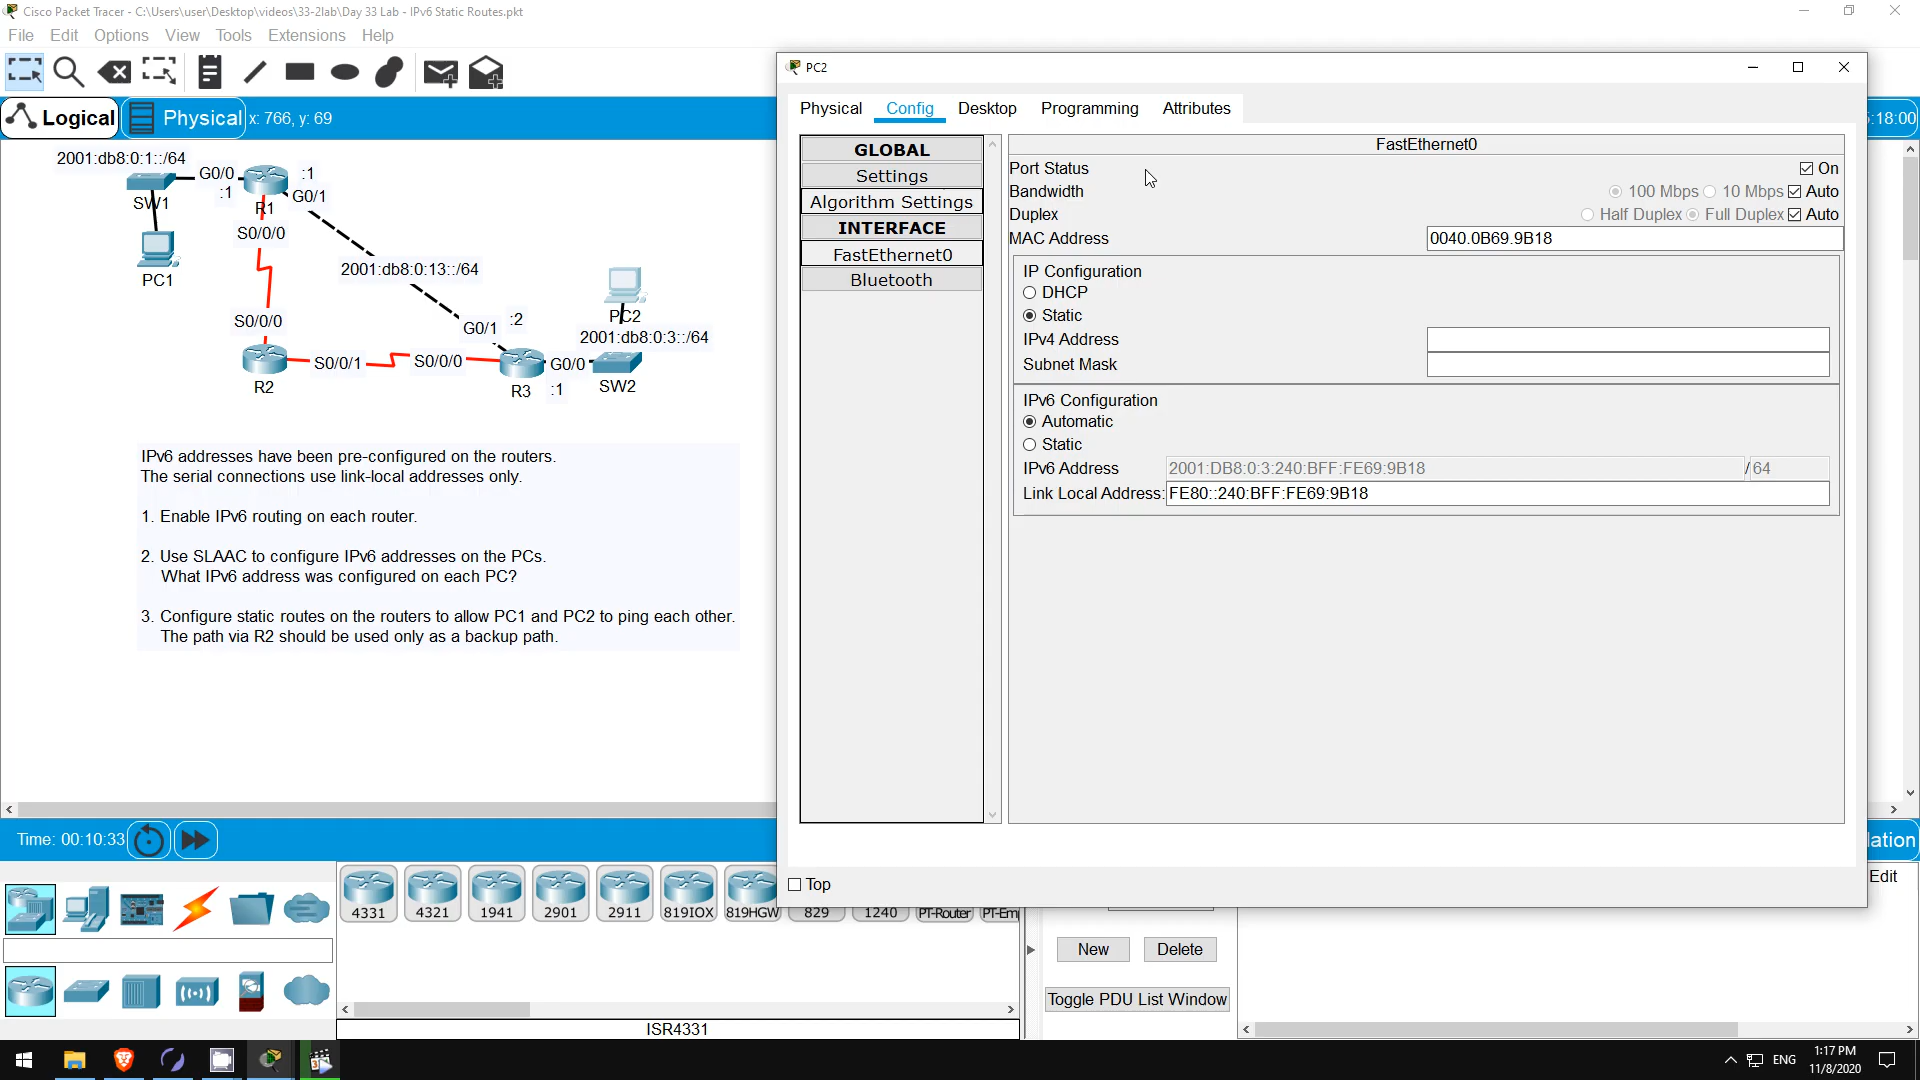 Cisco Packet Tracer - C:\Users\user\Desktop\videos\33-2lab\Day 33 Lab - IPv6 Static Routes.pkt
File Edit Options View Tools Extensions Help
Logical Physical x: 766, y: 69
:18:00
2001:db8:0:1::/64
G0/0 :1
:1 G0/1
SW1 R1
S0/0/0
PC1
2001:db8:0:13::/64
S0/0/0
G0/1 :2
PC2
2001:db8:0:3::/64
S0/0/1 S0/0/0 G0/0
R2 R3 :1 SW2
IPv6 addresses have been pre-configured on the routers.
The serial connections use link-local addresses only.
1. Enable IPv6 routing on each router.
2. Use SLAAC to configure IPv6 addresses on the PCs.
What IPv6 address was configured on each PC?
3. Configure static routes on the routers to allow PC1 and PC2 to ping each other.
The path via R2 should be used only as a backup path.
PC2
Physical Config Desktop Programming Attributes
GLOBAL
Settings
Algorithm Settings
INTERFACE
FastEthernet0
Bluetooth
FastEthernet0
Port Status On
Bandwidth 100 Mbps 10 Mbps Auto
Duplex Half Duplex Full Duplex Auto
MAC Address 0040.0B69.9B18
IP Configuration
DHCP
Static
IPv4 Address
Subnet Mask
IPv6 Configuration
Automatic
Static
IPv6 Address 2001:DB8:0:3:240:BFF:FE69:9B18 / 64
Link Local Address: FE80::240:BFF:FE69:9B18
Top
Time: 00:10:33
lation
4331 4321 1941 2901 2911 819IOX 819HGW 829 1240 PT-Router PT-Em
ISR4331
Edit
New Delete
Toggle PDU List Window
ENG
1:17 PM
11/8/2020